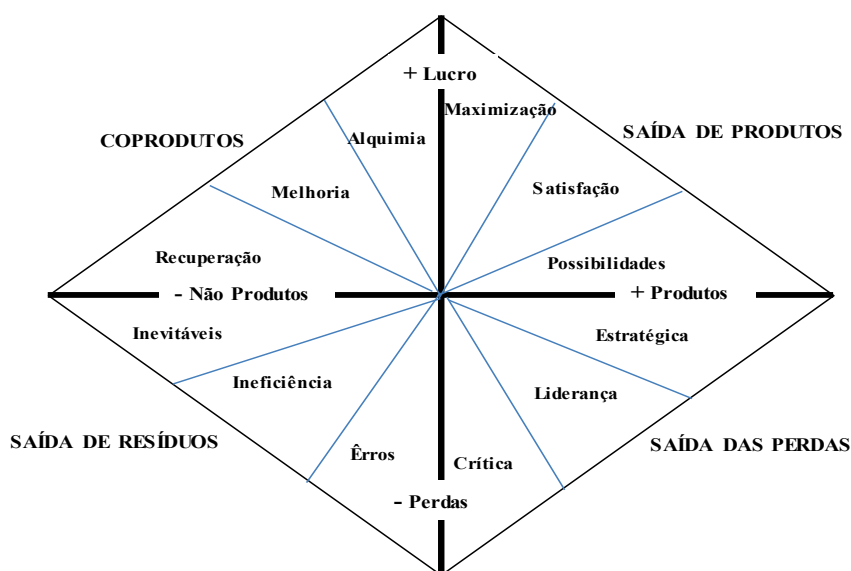 + Lucro
Maximização
COPRODUTOS
SAÍDA DE PRODUTOS
Alquimia
Melhoria
Satisfação
Recuperação
Possibilidades
- Não Produtos
+ Produtos
Inevitáveis
Estratégica
Ineficiência
Liderança
SAÍDA DE RESÍDUOS
SAÍDA DAS PERDAS
Êrros
Crítica
- Perdas